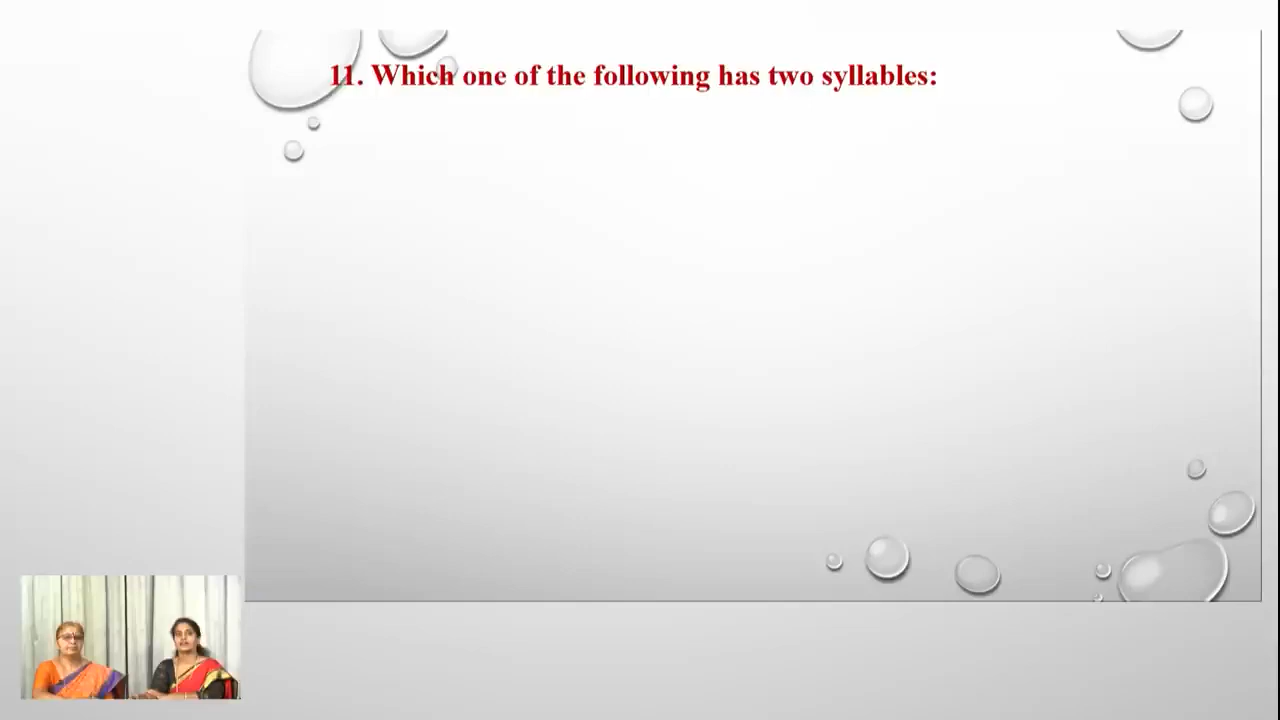 11. Which one of the following has two syllables: